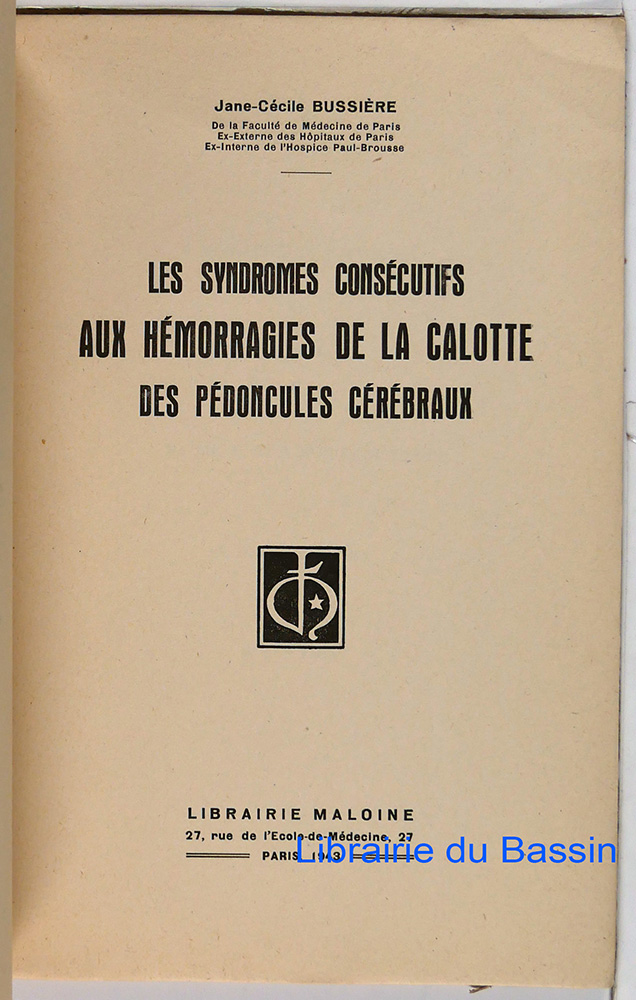 Jane-Cécile BUSSIÈRE
De la Faculté de Médecine de Paris
Ex-Externe des Hôpitaux de Paris
Ex-Interne de l'Hospice Paul-Brousse
LES SYNDROMES CONSÉCUTIFS
AUX HÉMORRAGIES DE LA CALOTTE
DES PÉDONCULES CÉRÉBRAUX
LIBRAIRIE MALOINE
27, rue de l'Ecole-de-Médecine, 27
PARIS 1943
Librairie du Bassin